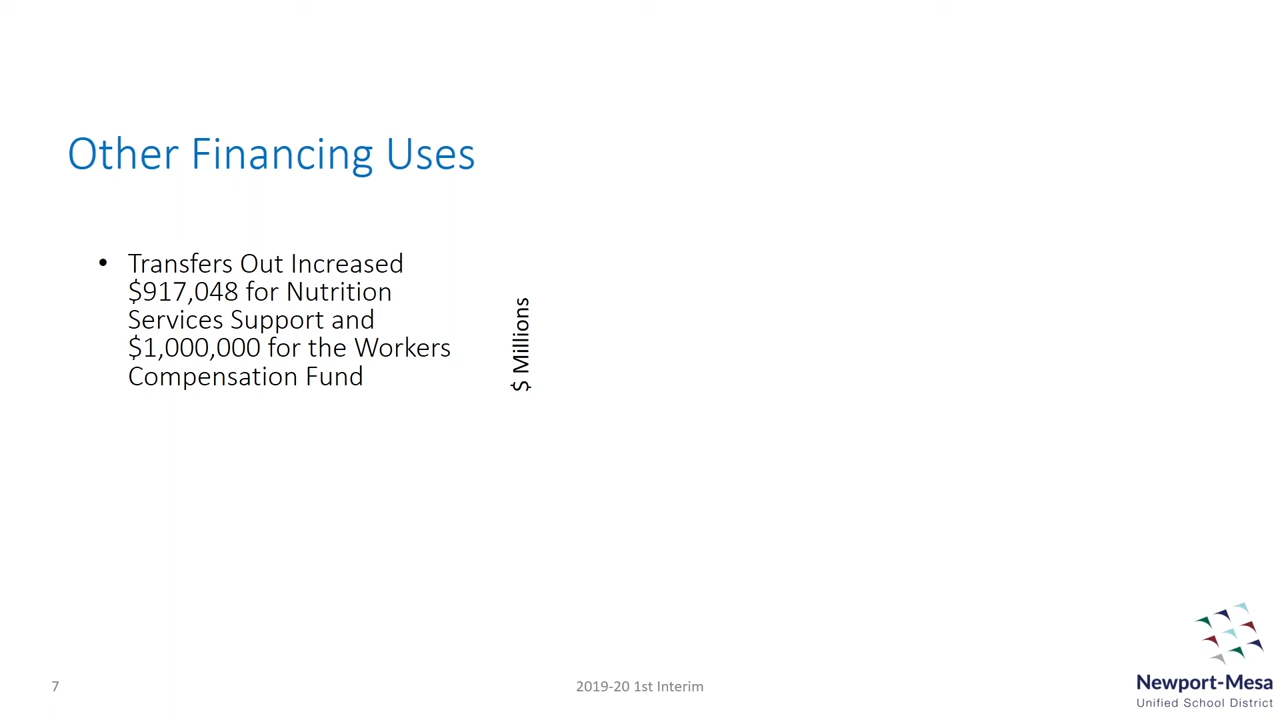 Other Financing Uses
• Transfers Out Increased
$917,048 for Nutrition
Services Support and
$1,000,000 for the Workers
Compensation Fund
$ Millions
7
2019-20 1st Interim
Newport-Mesa
Unified School District